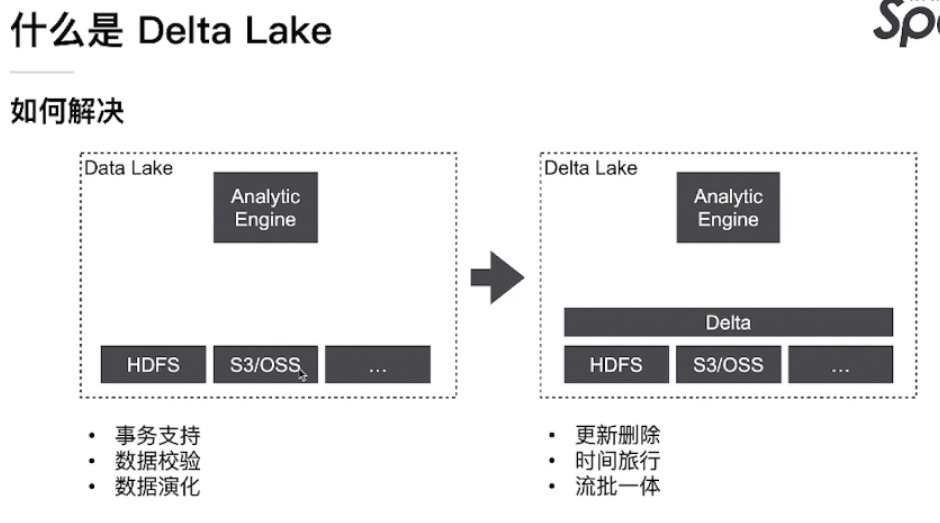 什么是 Delta Lake
如何解决
Data Lake
Analytic
Engine
HDFS
S3/OSS
...
Delta Lake
Analytic
Engine
Delta
HDFS
S3/OSS
...
• 事务支持
• 数据校验
• 数据演化
• 更新删除
• 时间旅行
• 流批一体